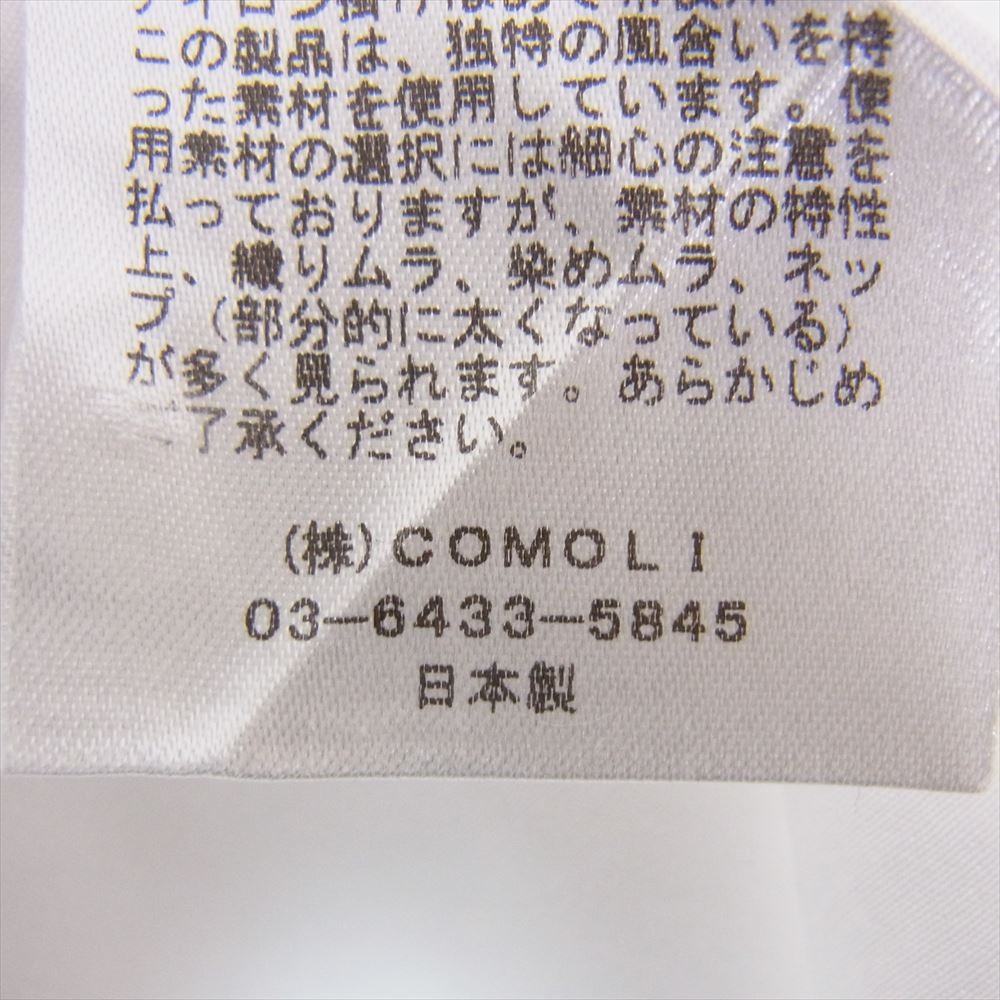 この製品は、独特の風合いを持
った素材を使用しています。使
用素材の選択には細心の注意を
払っておりますが、素材の特性
上、織りムラ、染めムラ、ネッ
プ（部分的に太くなっている）
が多く見られます。あらかじめ
ご了承ください。
(株)COMOLI
03-6433-5845
日本製